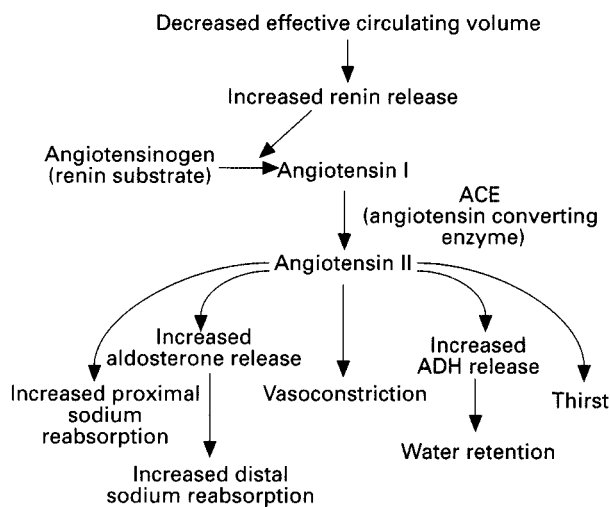 Decreased effective circulating volume
Increased renin release
Angiotensinogen
(renin substrate)
Angiotensin I
ACE
(angiotensin converting
enzyme)
Angiotensin II
Increased
aldosterone release
Increased
ADH release
Increased proximal
sodium
reabsorption
Vasoconstriction
Thirst
Water retention
Increased distal
sodium reabsorption